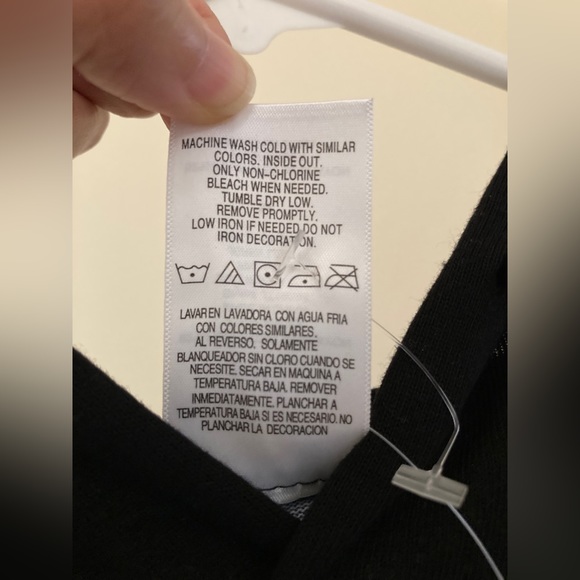 MACHINE WASH COLD WITH SIMILAR
COLORS. INSIDE OUT.
ONLY NON-CHLORINE
BLEACH WHEN NEEDED.
TUMBLE DRY LOW.
REMOVE PROMPTLY.
LOW IRON IF NEEDED DO NOT
IRON DECORATION.
LAVAR EN LAVADORA CON AGUA FRIA
CON COLORES SIMILARES.
AL REVERSO. SOLAMENTE
BLANQUEADOR SIN CLORO CUANDO SE
NECESITE. SECAR EN MAQUINA A
TEMPERATURA BAJA. REMOVER
INMEDIATAMENTE. PLANCHAR A
TEMPERATURA BAJA SI ES NECESARIO. NO
PLANCHAR LA DECORACION